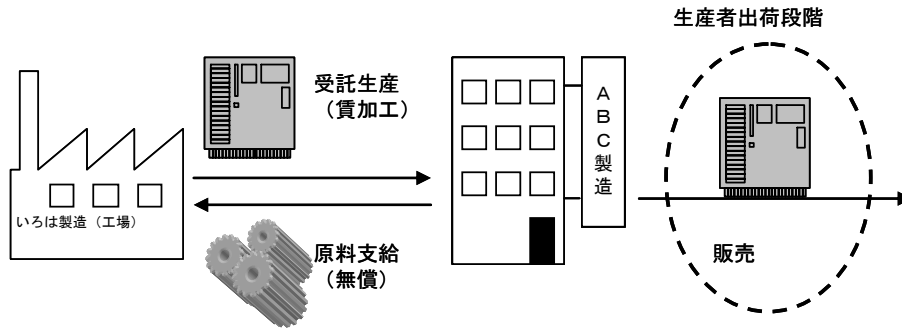 生産者出荷段階
受託生産
（賃加工）
ABC製造
いろは製造（工場）
原料支給
（無償）
販売